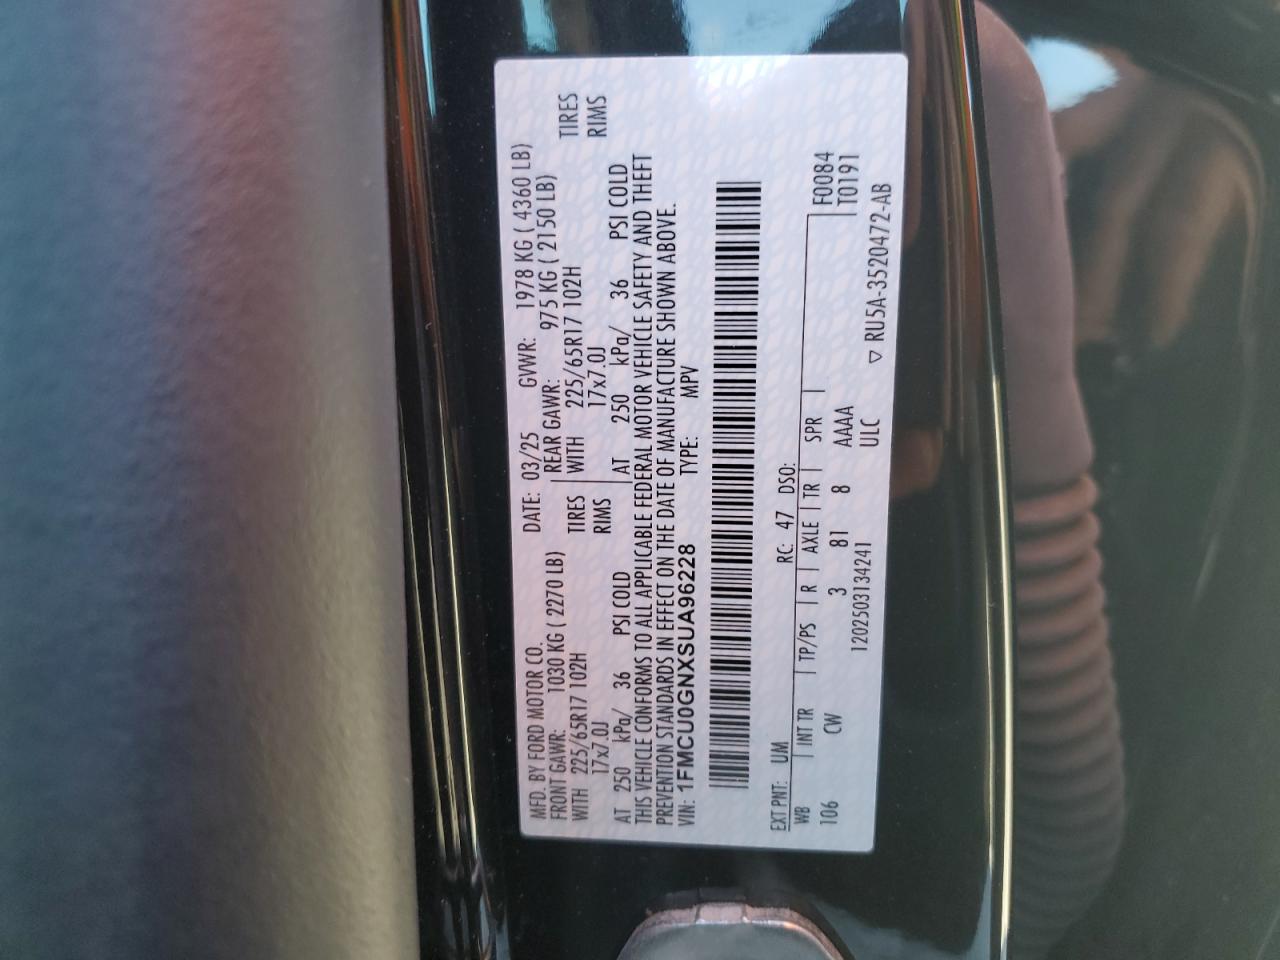 MFD. BY FORD MOTOR CO.
DATE: 03/25 GVWR: 1978 KG ( 4360 LB)
FRONT GAWR: 1030 KG ( 2270 LB) REAR GAWR: 975 KG ( 2150 LB)
WITH 225/65R17 102H TIRES WITH 225/65R17 102H TIRES
17x7.0J RIMS 17x7.0J RIMS
AT 250 kPa/ 36 PSI COLD AT 250 kPa/ 36 PSI COLD
THIS VEHICLE CONFORMS TO ALL APPLICABLE FEDERAL MOTOR VEHICLE SAFETY AND THEFT
PREVENTION STANDARDS IN EFFECT ON THE DATE OF MANUFACTURE SHOWN ABOVE.
VIN: 1FMCU0GNXSUA96228 TYPE: MPV
EXT PNT: UM RC: 47 DSO:
WB INT TR TP/PS R AXLE TR SPR F0084
106 CW 3 81 8 AAAA T0191
120250313​4241 ULC
▽ RU5A-3520472-AB